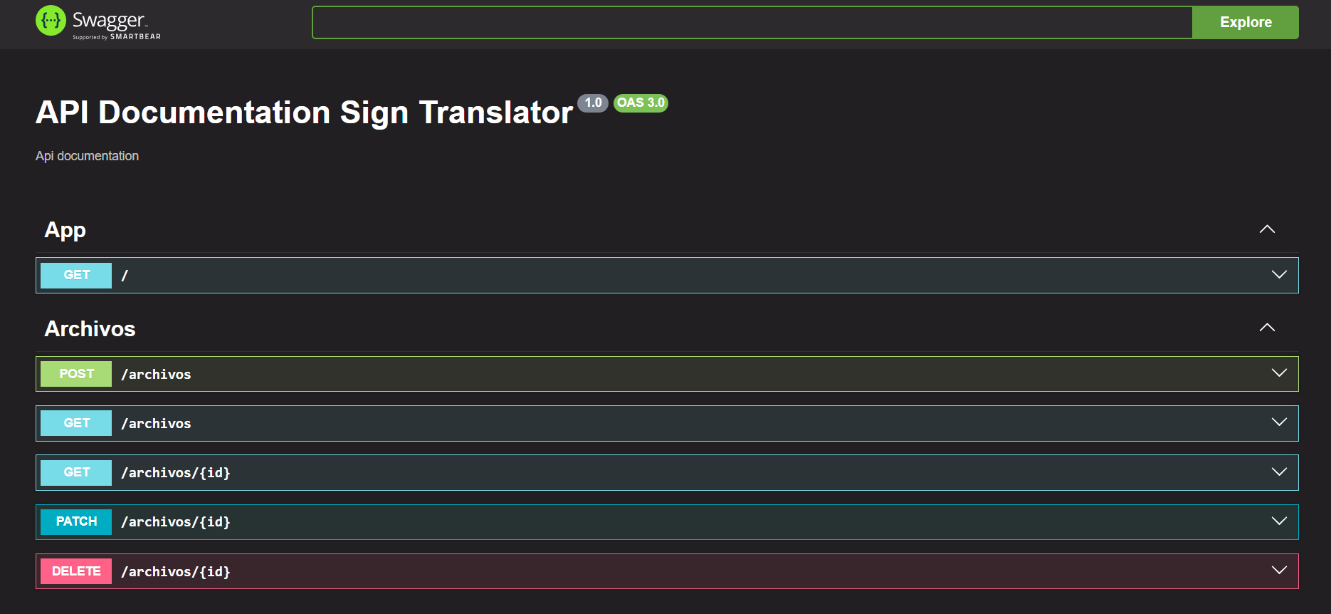 Swagger
Supported by SMARTBEAR
Explore
API Documentation Sign Translator 1.0 OAS 3.0
Api documentation
App
GET /
Archivos
POST /archivos
GET /archivos
GET /archivos/{id}
PATCH /archivos/{id}
DELETE /archivos/{id}